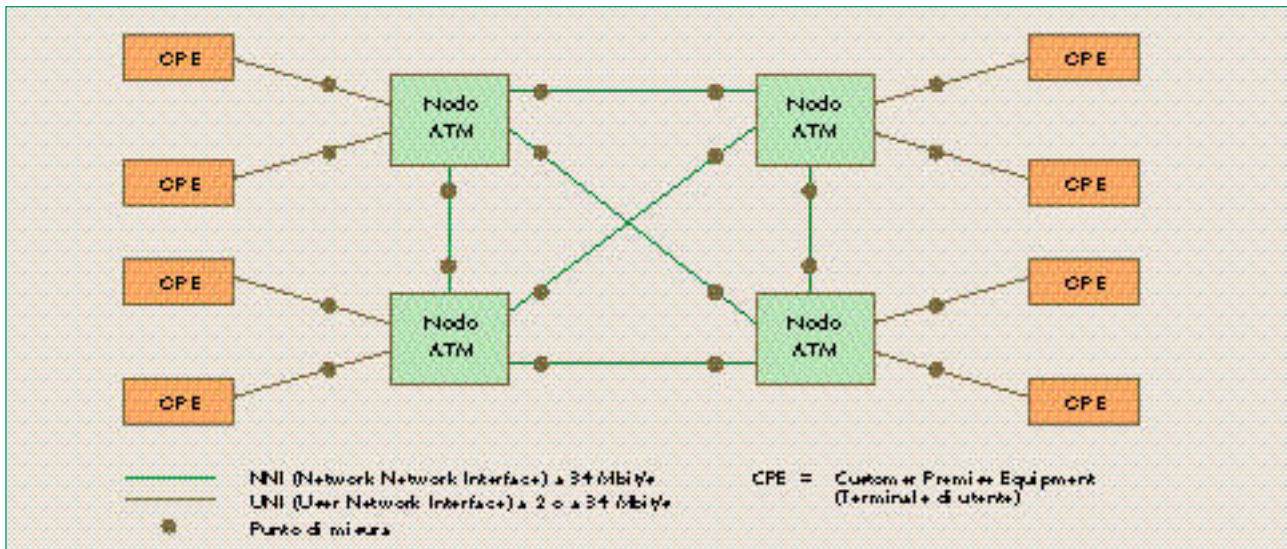 CPE
CPE
Nodo
ATM
Nodo
ATM
CPE
CPE
CPE
CPE
Nodo
ATM
Nodo
ATM
CPE
CPE
NNI (Network Network Interface) a 34 Mbit/s
UNI (User Network Interface) a 2 o a 34 Mbit/s
Punto di misura
CPE = Customer Premises Equipment
(Terminale di utente)